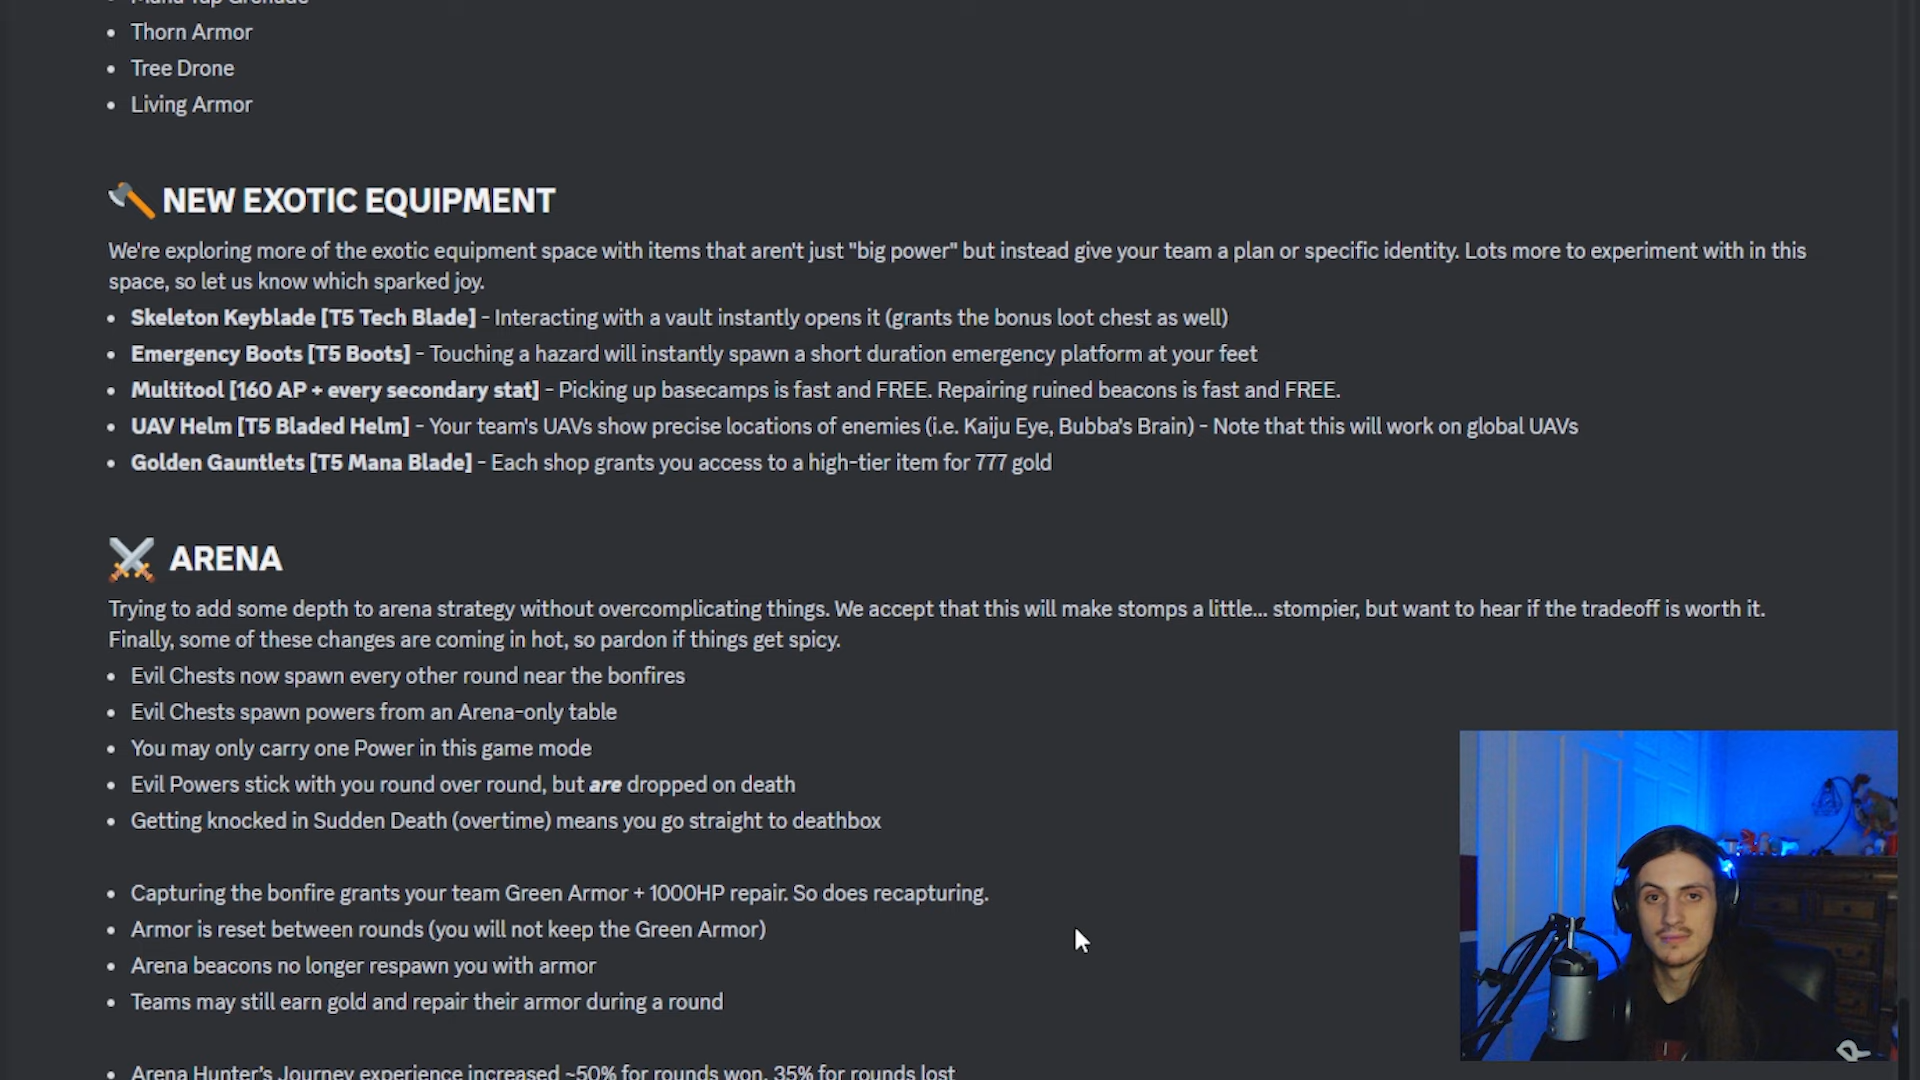 Mana Tap Grenade
Thorn Armor
Tree Drone
Living Armor
NEW EXOTIC EQUIPMENT
We're exploring more of the exotic equipment space with items that aren't just "big power" but instead give your team a plan or specific identity. Lots more to experiment with in this
space, so let us know which sparked joy.
Skeleton Keyblade [T5 Tech Blade] - Interacting with a vault instantly opens it (grants the bonus loot chest as well)
Emergency Boots [T5 Boots] - Touching a hazard will instantly spawn a short duration emergency platform at your feet
Multitool [160 AP + every secondary stat] - Picking up basecamps is fast and FREE. Repairing ruined beacons is fast and FREE.
UAV Helm [T5 Bladed Helm] - Your team's UAVs show precise locations of enemies (i.e. Kaiju Eye, Bubba's Brain) - Note that this will work on global UAVs
Golden Gauntlets [T5 Mana Blade] - Each shop grants you access to a high-tier item for 777 gold
ARENA
Trying to add some depth to arena strategy without overcomplicating things. We accept that this will make stomps a little... stompier, but want to hear if the tradeoff is worth it.
Finally, some of these changes are coming in hot, so pardon if things get spicy.
Evil Chests now spawn every other round near the bonfires
Evil Chests spawn powers from an Arena-only table
You may only carry one Power in this game mode
Evil Powers stick with you round over round, but are dropped on death
Getting knocked in Sudden Death (overtime) means you go straight to deathbox
Capturing the bonfire grants your team Green Armor + 1000HP repair. So does recapturing.
Armor is reset between rounds (you will not keep the Green Armor)
Arena beacons no longer respawn you with armor
Teams may still earn gold and repair their armor during a round
Arena Hunter's Journey experience increased ~50% for rounds won, 35% for rounds lost